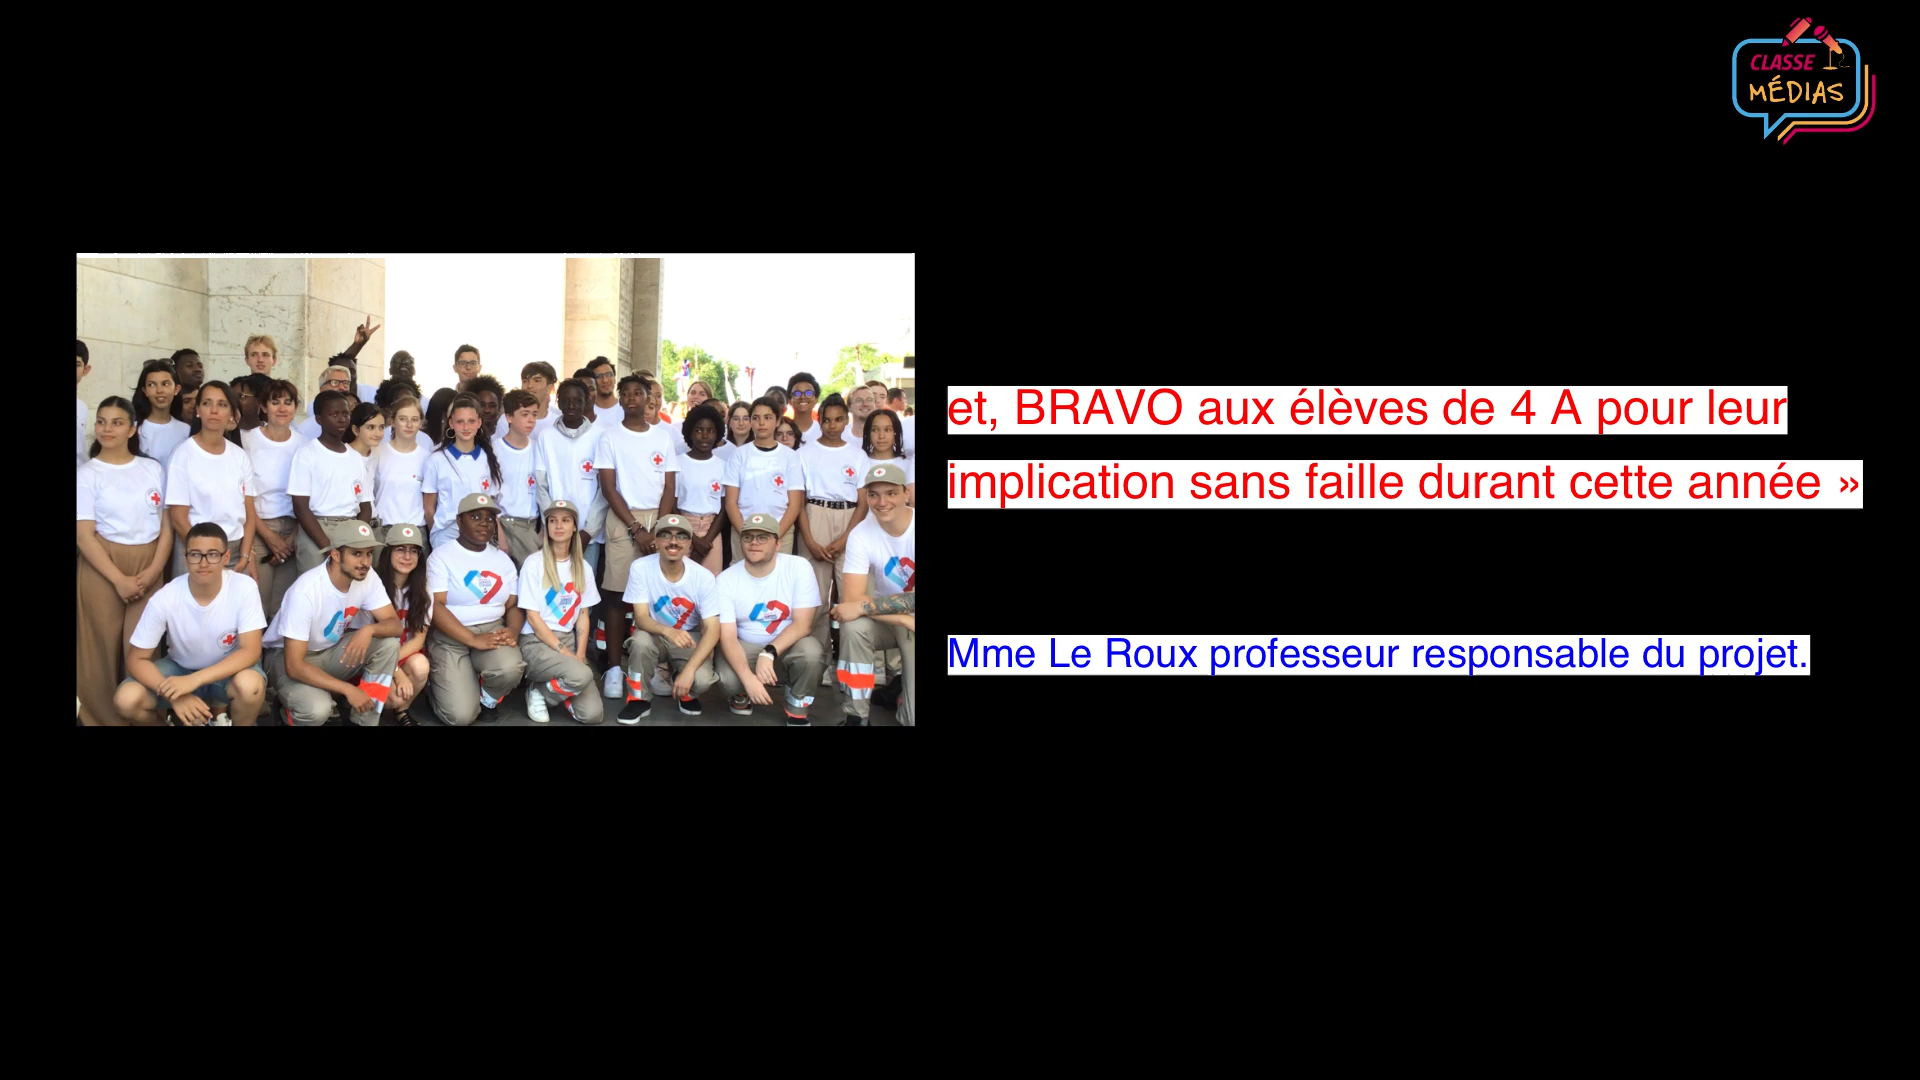 CLASSE
MÉDIAS
et, BRAVO aux élèves de 4 A pour leur
implication sans faille durant cette année »
Mme Le Roux professeur responsable du projet.